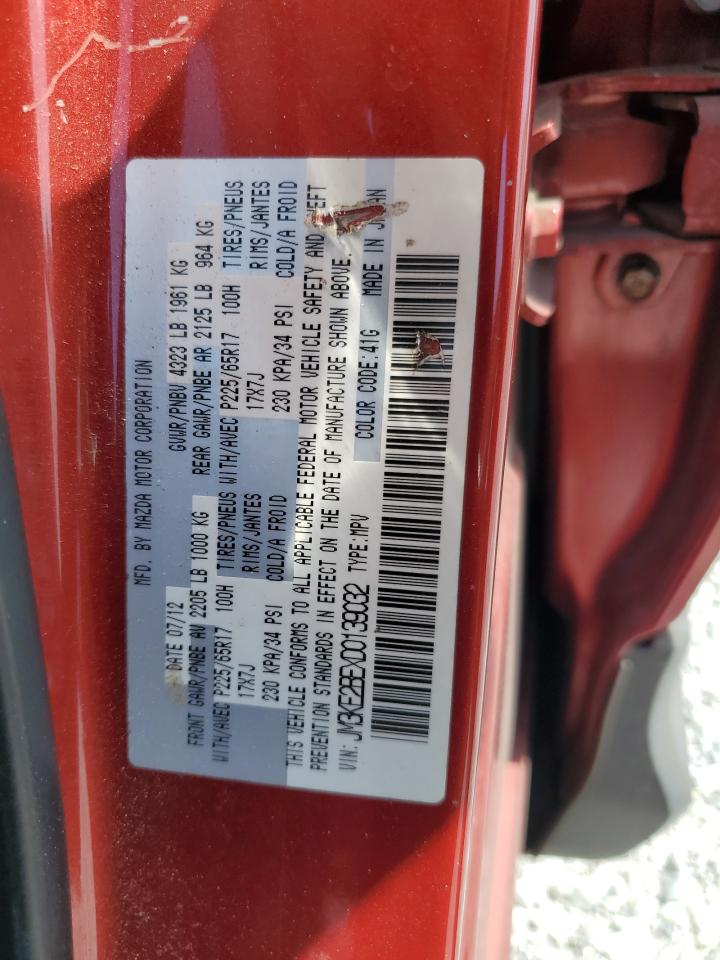 MFD. BY MAZDA MOTOR CORPORATION
DATE 07/12 GVWR/PNBV 4323 LB 1961 KG
FRONT GAWR/PNBE AV 2205 LB 1000 KG REAR GAWR/PNBE AR 2125 LB 964 KG
WITH/AVEC P225/65R17 100H TIRES/PNEUS WITH/AVEC P225/65R17 100H TIRES/PNEUS
17X7J RIMS/JANTES 17X7J RIMS/JANTES
230 KPA/34 PSI COLD/A FROID 230 KPA/34 PSI COLD/A FROID
THIS VEHICLE CONFORMS TO ALL APPLICABLE FEDERAL MOTOR VEHICLE SAFETY AND THEFT
PREVENTION STANDARDS IN EFFECT ON THE DATE OF MANUFACTURE SHOWN ABOVE.
VIN: JM3KE2BEXD0139032 TYPE:MPV COLOR CODE:41G MADE IN JAPAN